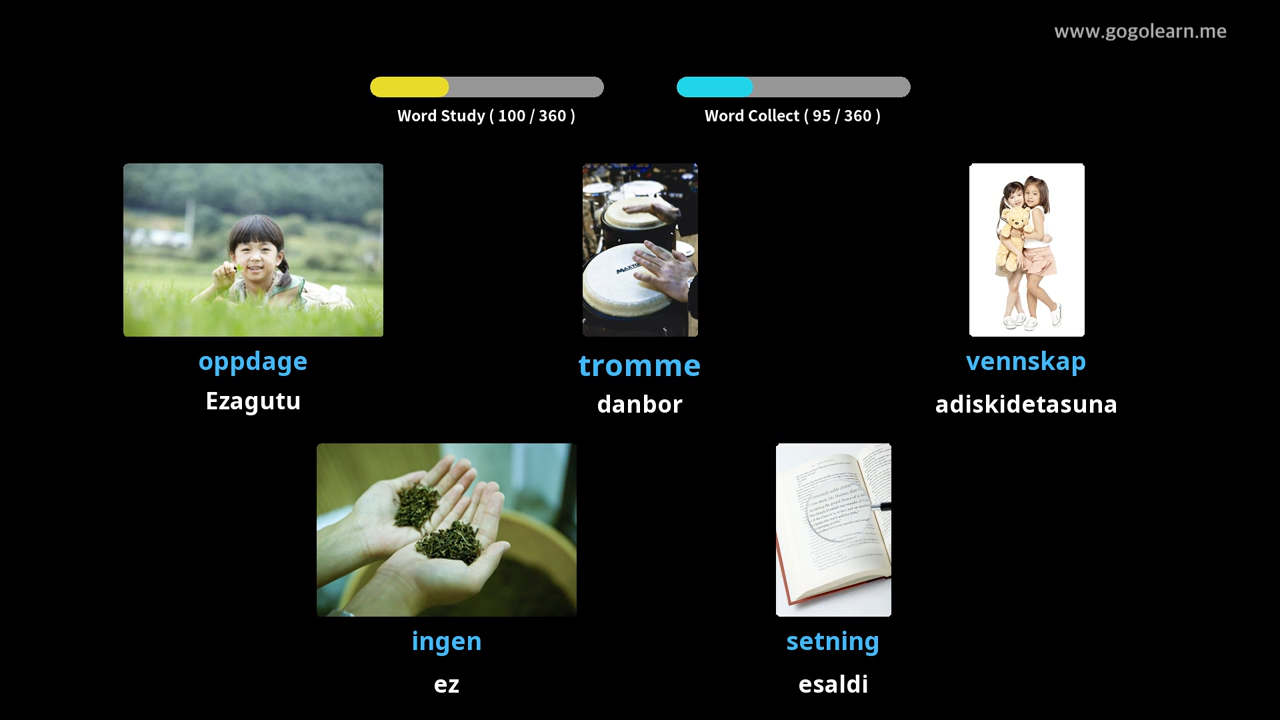 www.gogolearn.me
Word Study ( 100 / 360 )
Word Collect ( 95 / 360 )
oppdage
Ezagutu
tromme
danbor
vennskap
adiskidetasuna
ingen
ez
setning
esaldi